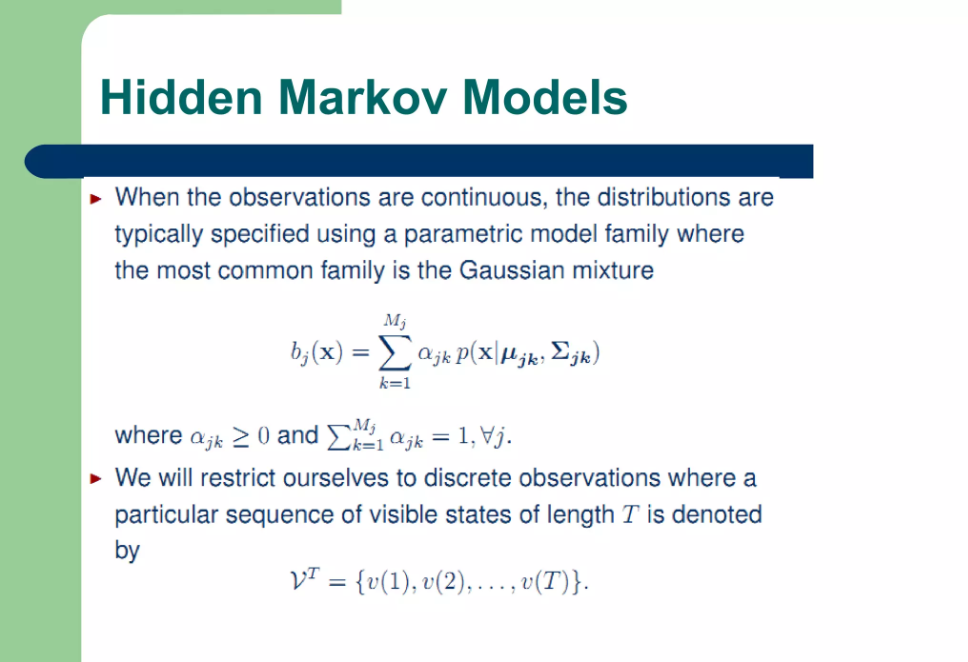 Hidden Markov Models
► When the observations are continuous, the distributions are
typically specified using a parametric model family where
the most common family is the Gaussian mixture
b_j(𝐱) = ∑_{k=1}^{M_j} α_{jk} p(𝐱|𝝁_{jk}, 𝚺_{jk})
where α_{jk} ≥ 0 and ∑_{k=1}^{M_j} α_{jk} = 1, ∀j.
► We will restrict ourselves to discrete observations where a
particular sequence of visible states of length T is denoted
by
𝒱^T = {v(1), v(2), . . . , v(T)}.